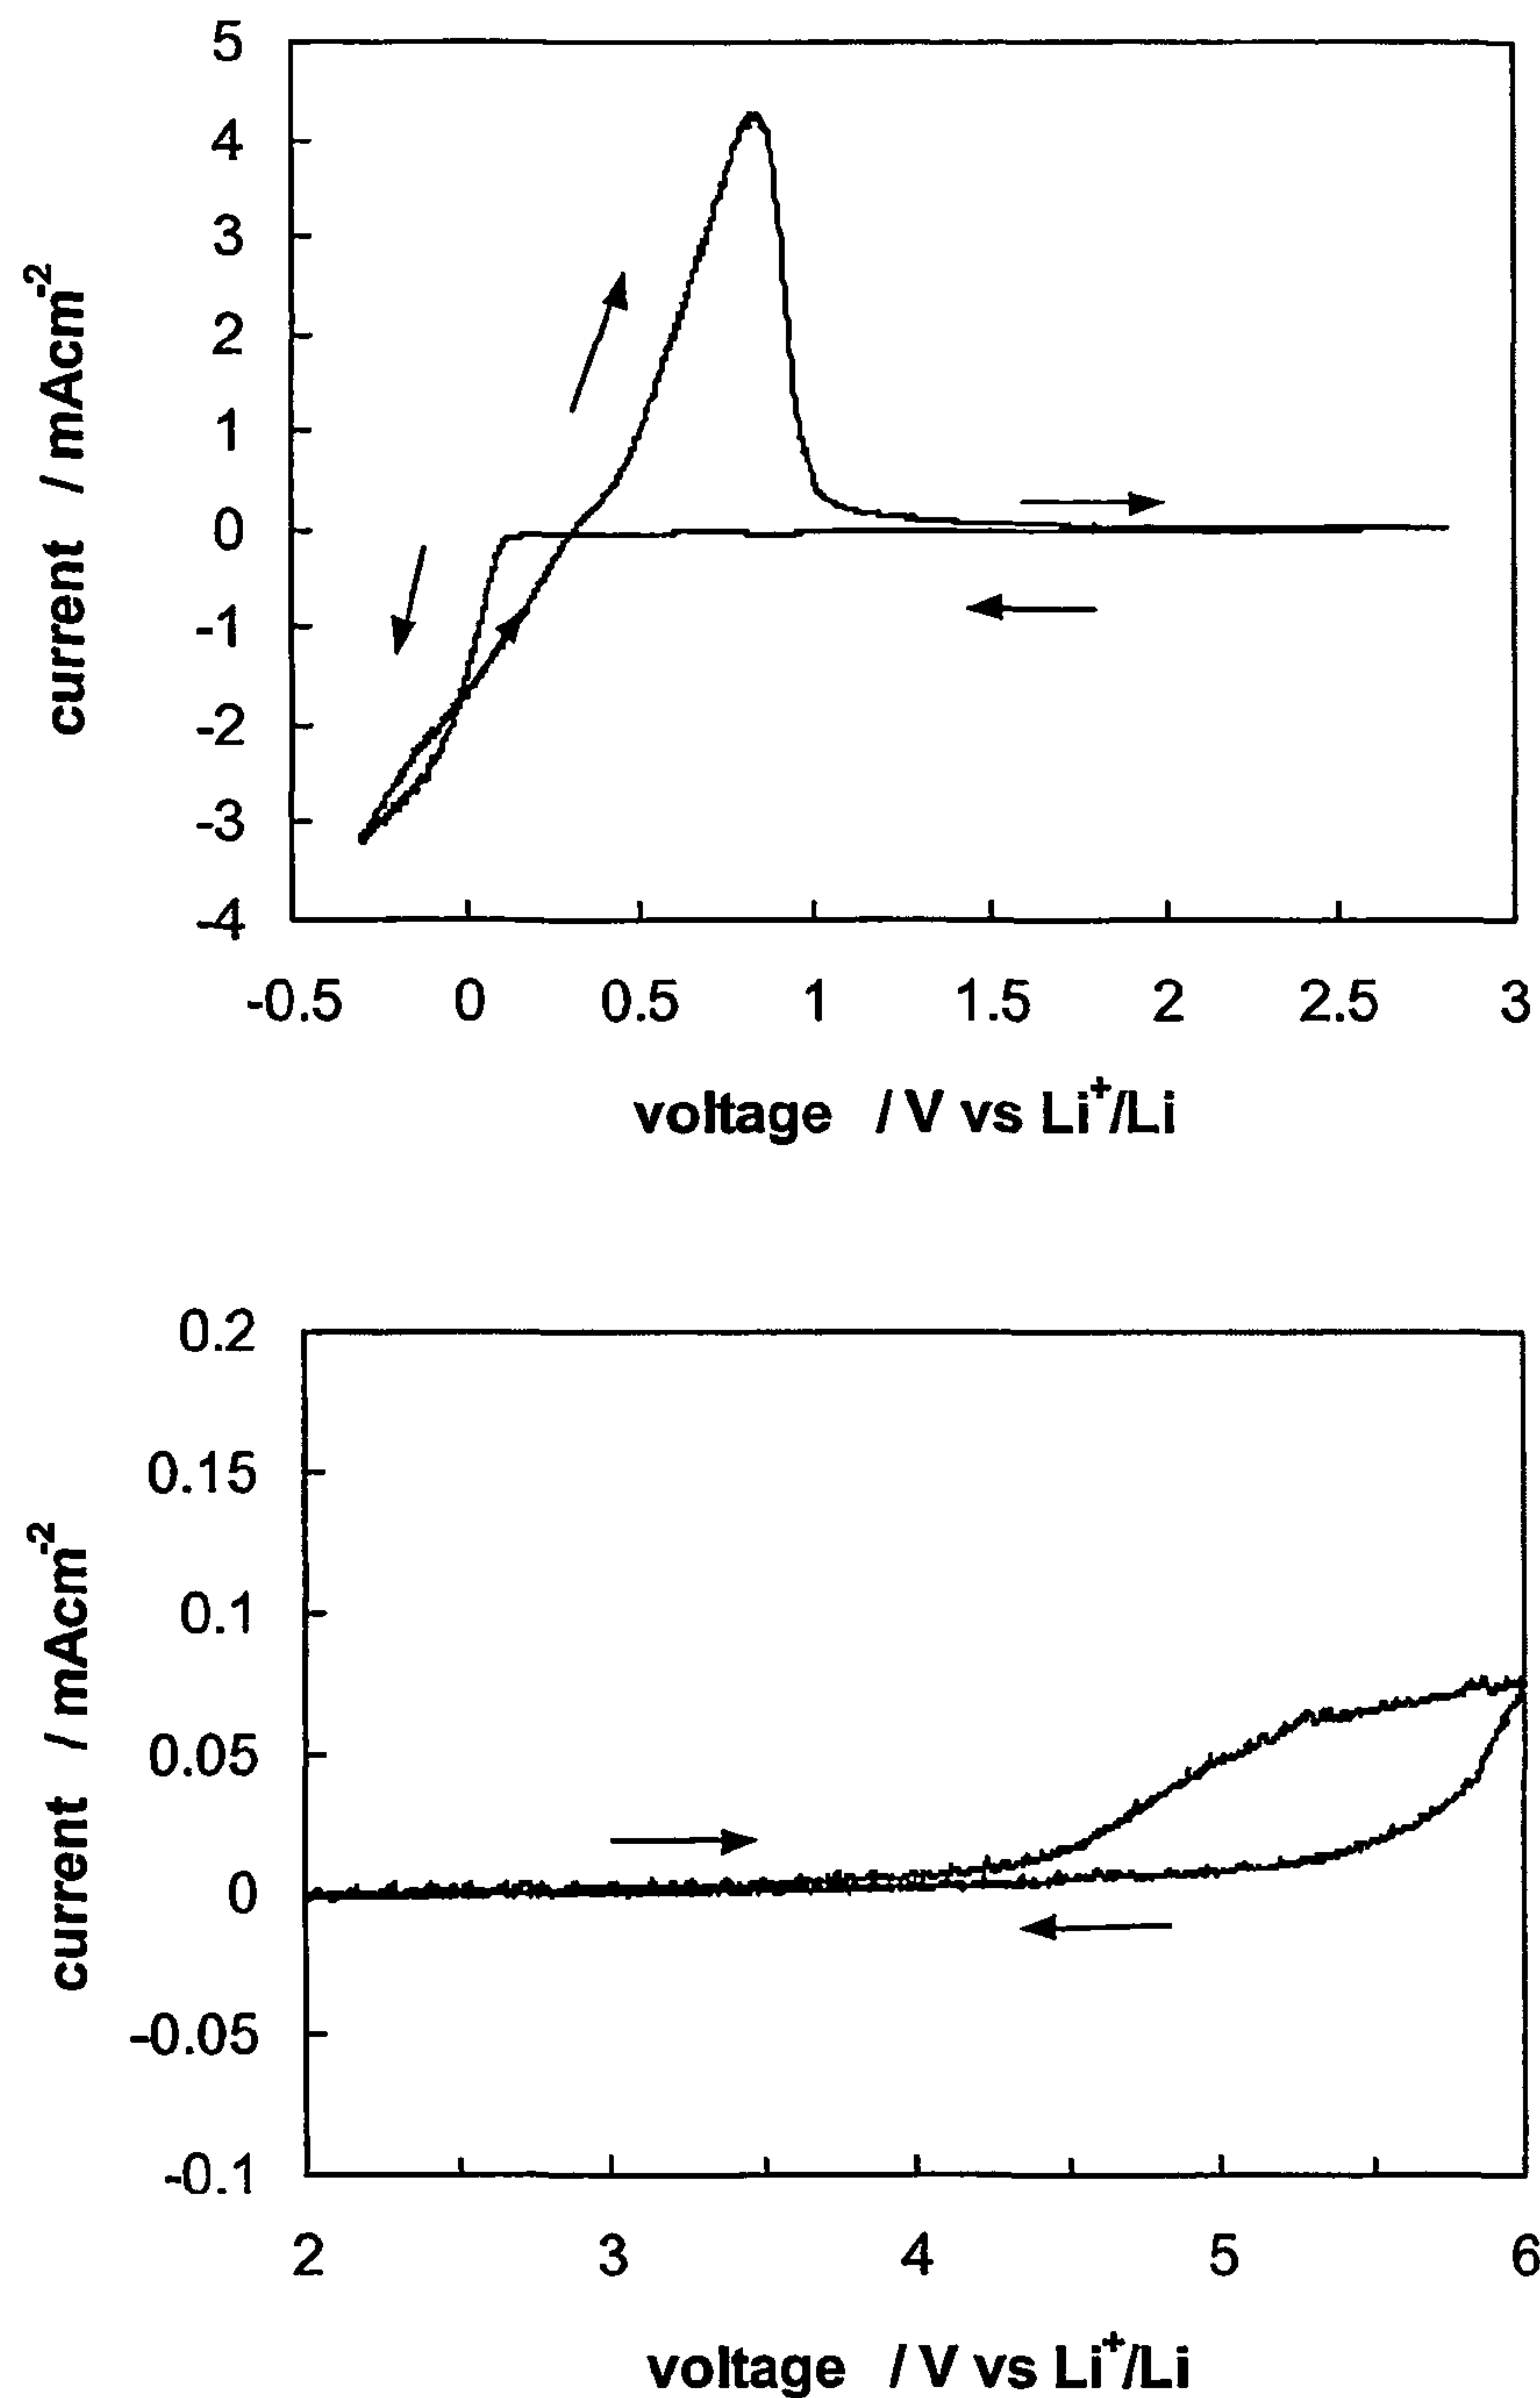 5
4
3
2
1
0
-1
-2
-3
-4
current / mAcm-2
-0.5 0 0.5 1 1.5 2 2.5 3
voltage / V vs Li+/Li
0.2
0.15
0.1
0.05
0
-0.05
-0.1
current / mAcm-2
2 3 4 5 6
voltage / V vs Li+/Li